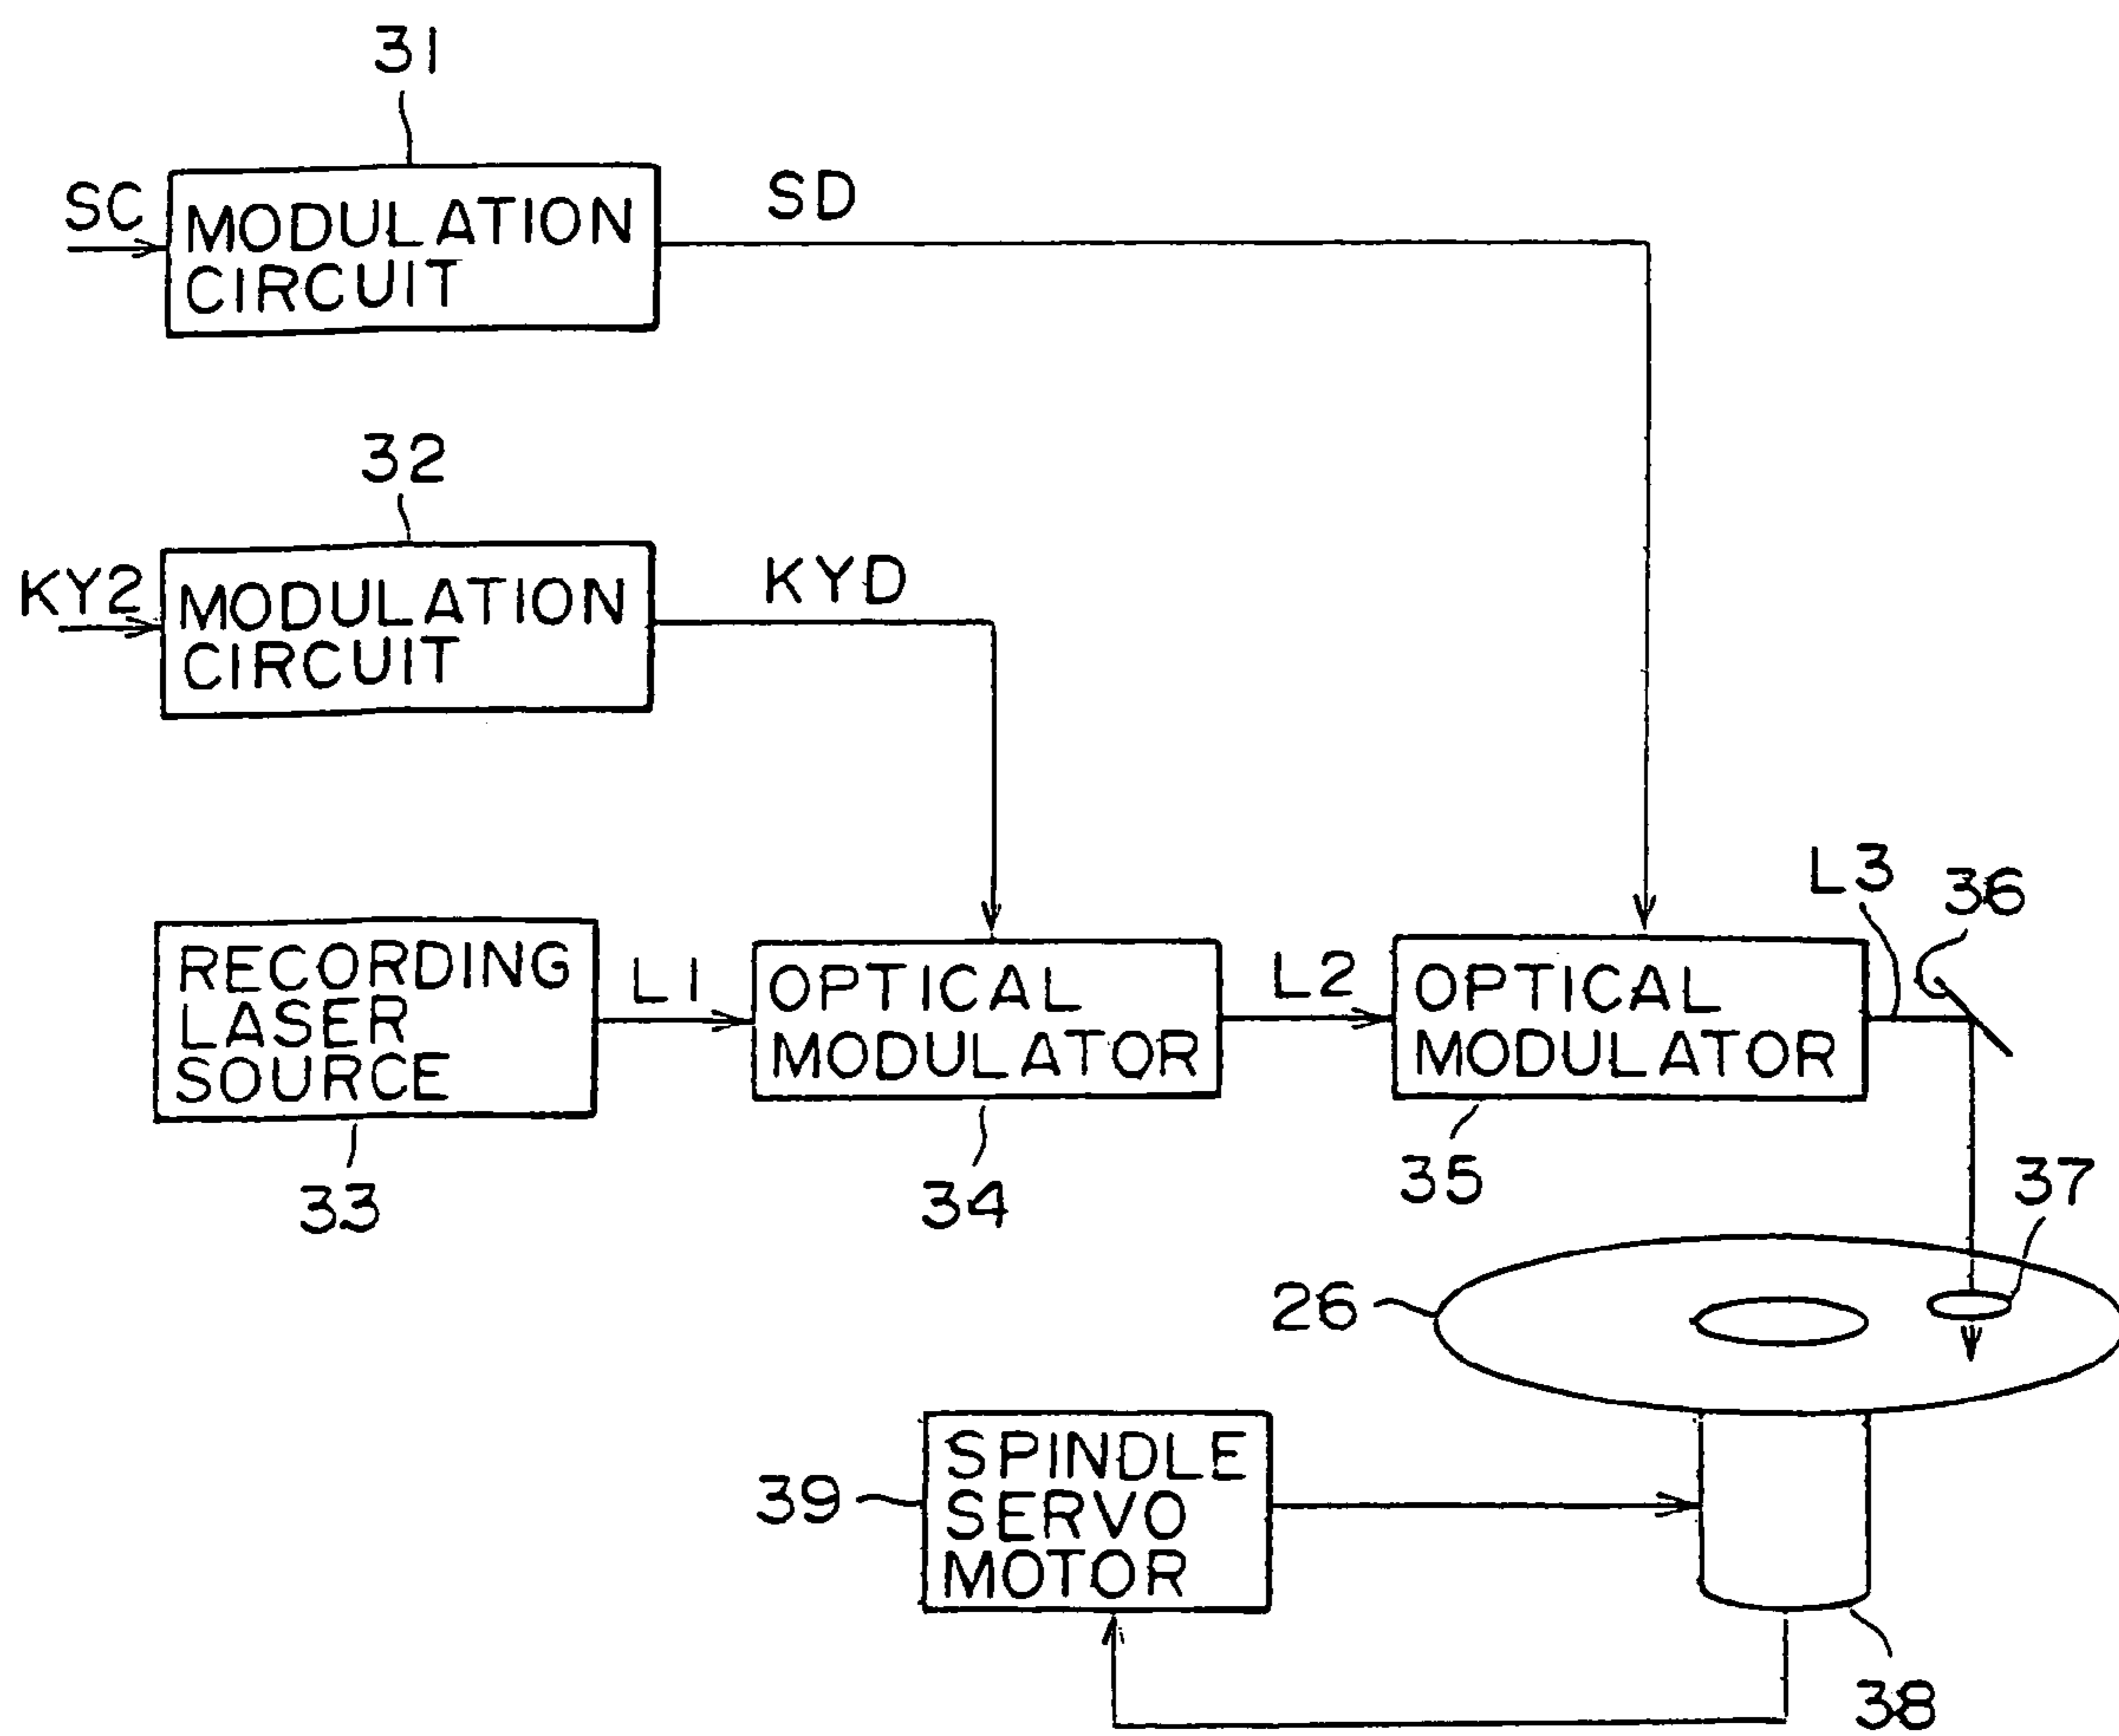 31
SC
MODULATION
CIRCUIT
SD
32
KY2
MODULATION
CIRCUIT
KYD
L3
36
RECORDING
LASER
SOURCE
L1
OPTICAL
MODULATOR
L2
OPTICAL
MODULATOR
33
34
35
37
26
39
SPINDLE
SERVO
MOTOR
38